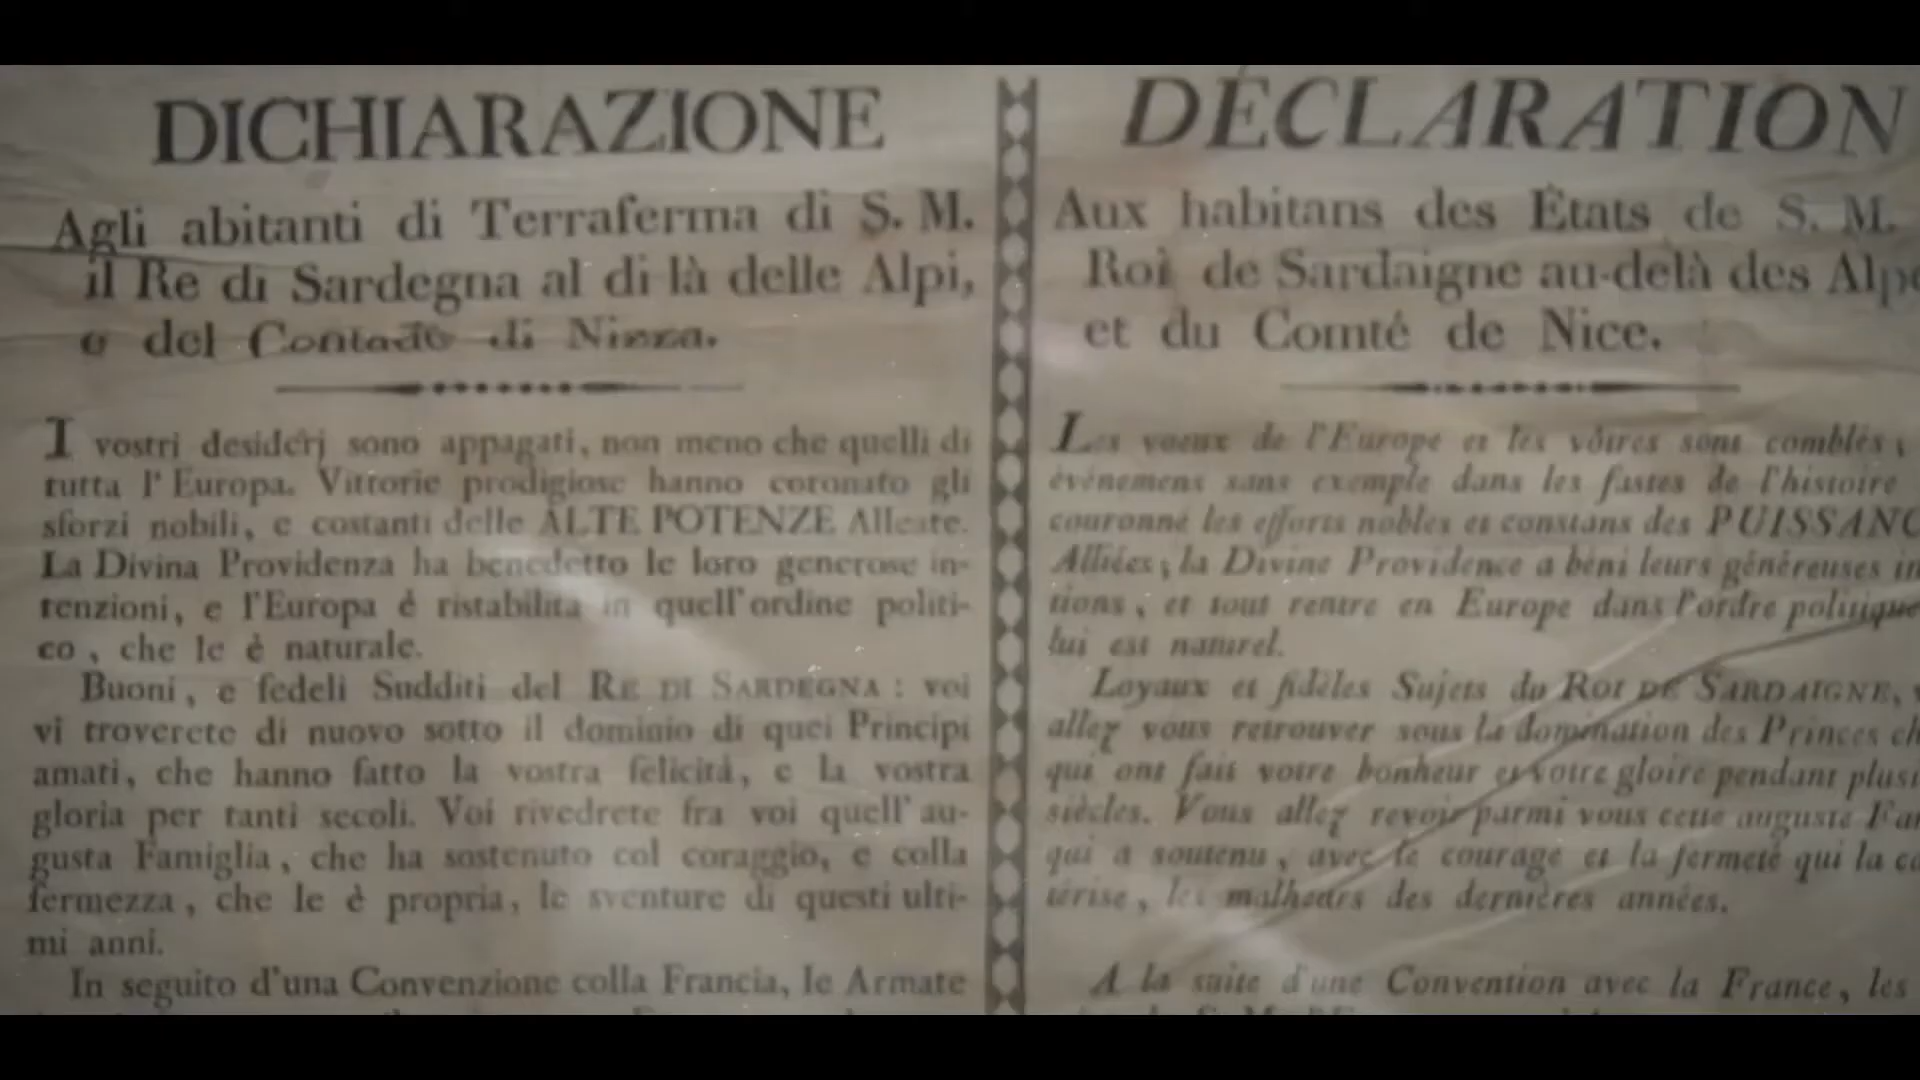 DICHIARAZIONE
Agli abitanti di Terraferma di S. M.
il Re di Sardegna al di là delle Alpi,
e del Contado di Nizza.
I vostri desiderj sono appagati, non meno che quelli di
tutta l'Europa. Vittorie prodigiose hanno coronato gli
sforzi nobili, e costanti delle ALTE POTENZE Alleate.
La Divina Providenza ha benedetto le loro generose in-
tenzioni, e l'Europa è ristabilita in quell'ordine politi-
co, che le è naturale.
Buoni, e fedeli Sudditi del RE DI SARDEGNA: voi
vi troverete di nuovo sotto il dominio di quei Principi
amati, che hanno fatto la vostra felicità, e la vostra
gloria per tanti secoli. Voi rivedrete fra voi quell'au-
gusta Famiglia, che ha sostenuto col coraggio, e colla
fermezza, che le è propria, le sventure di questi ulti-
mi anni.
In seguito d'una Convenzione colla Francia, le Armate
DÉCLARATION
Aux habitans des États de S. M.
Roi de Sardaigne au-delà des Alpe
et du Comté de Nice.
Les voeux de l'Europe et les vôtres sont comblés;
événemens sans exemple dans les fastes de l'histoire
couronné les efforts nobles et constans des PUISSANC
Alliées; la Divine Providence a béni leurs généreuses in
tions, et tout rentre en Europe dans l'ordre politique
lui est naturel.
Loyaux et fidèles Sujets du ROI DE SARDAIGNE, v
allez vous retrouver sous la domination des Princes ch
qui ont fait votre bonheur et votre gloire pendant plusi
siècles. Vous allez revoir parmi vous cette auguste Fam
qui a soutenu, avec le courage et la fermeté qui la ca
térise, les malheurs des dernières années.
A la suite d'une Convention avec la France, les